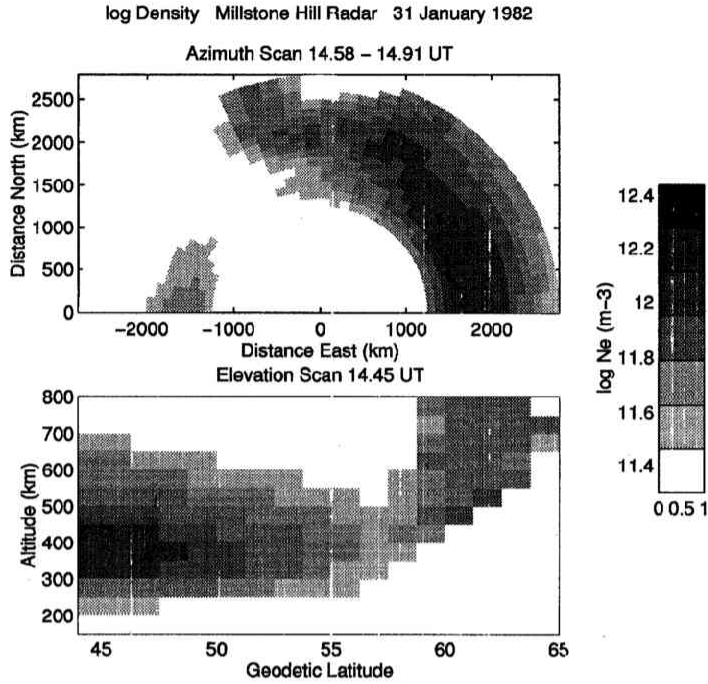 log Density Millstone Hill Radar 31 January 1982
Azimuth Scan 14.58 – 14.91 UT
Distance North (km)
2500
2000
1500
1000
500
0
−2000 −1000 0 1000 2000
Distance East (km)
Elevation Scan 14.45 UT
Altitude (km)
800
700
600
500
400
300
200
45 50 55 60 65
Geodetic Latitude
log Ne (m−3)
12.4
12.2
12
11.8
11.6
11.4
0 0.5 1